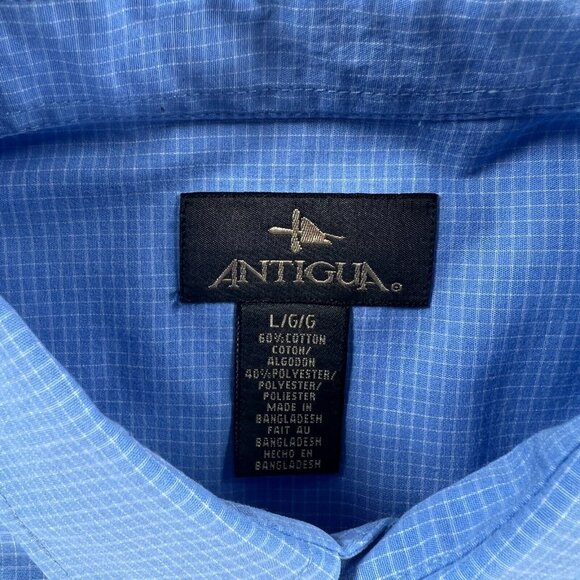 ANTIGUA®
L/G/G
60% COTTON
COTON/
ALGODON
40% POLYESTER/
POLYESTER/
POLIESTER
MADE IN
BANGLADESH
FAIT AU
BANGLADESH
HECHO EN
BANGLADESH